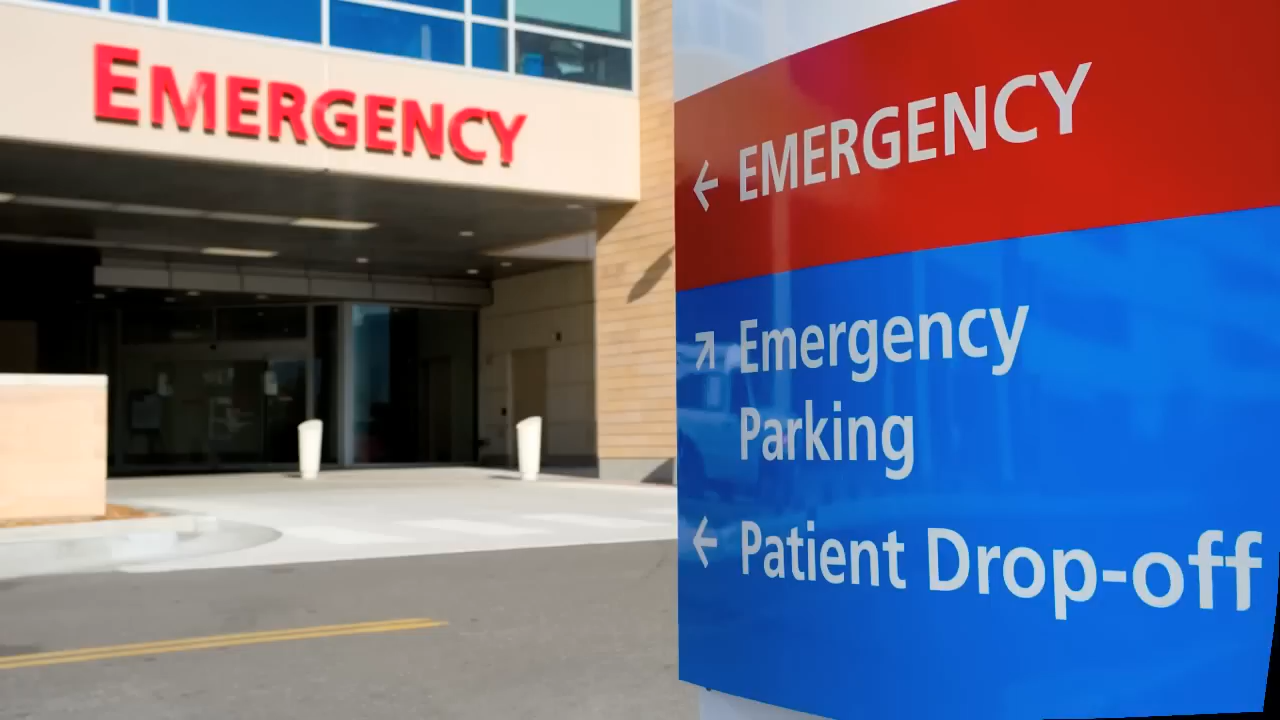 EMERGENCY
← EMERGENCY
↗ Emergency
Parking
← Patient Drop-off